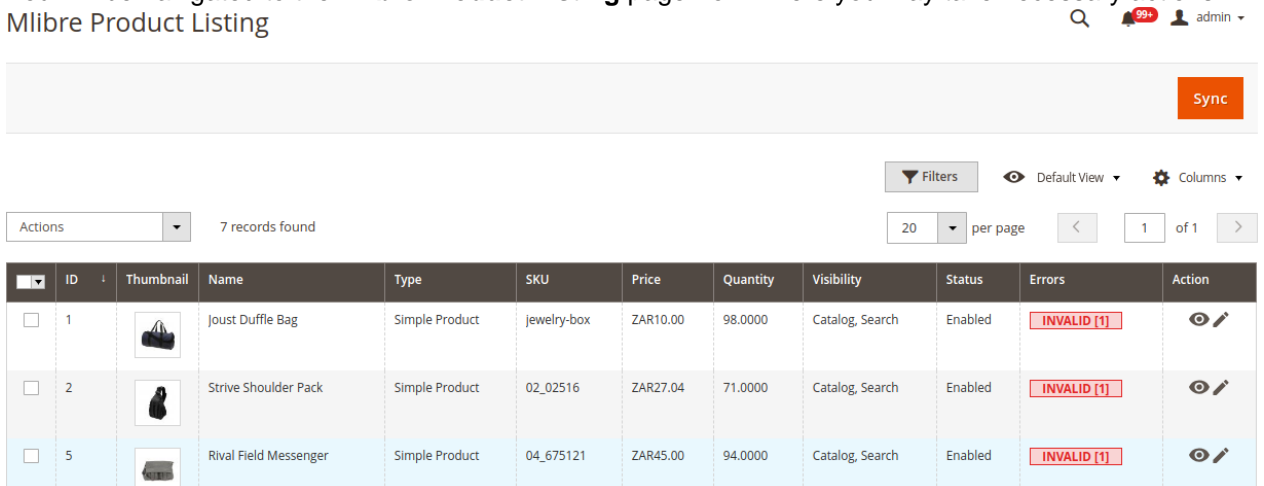 Mlibre Product Listing
99+
admin
Sync
Filters
Default View
Columns
Actions
7 records found
20
per page
1
of 1
ID ↓ Thumbnail Name Type SKU Price Quantity Visibility Status Errors Action
1 Joust Duffle Bag Simple Product jewelry-box ZAR10.00 98.0000 Catalog, Search Enabled INVALID [1]
2 Strive Shoulder Pack Simple Product 02_02516 ZAR27.04 71.0000 Catalog, Search Enabled INVALID [1]
5 Rival Field Messenger Simple Product 04_675121 ZAR45.00 94.0000 Catalog, Search Enabled INVALID [1]